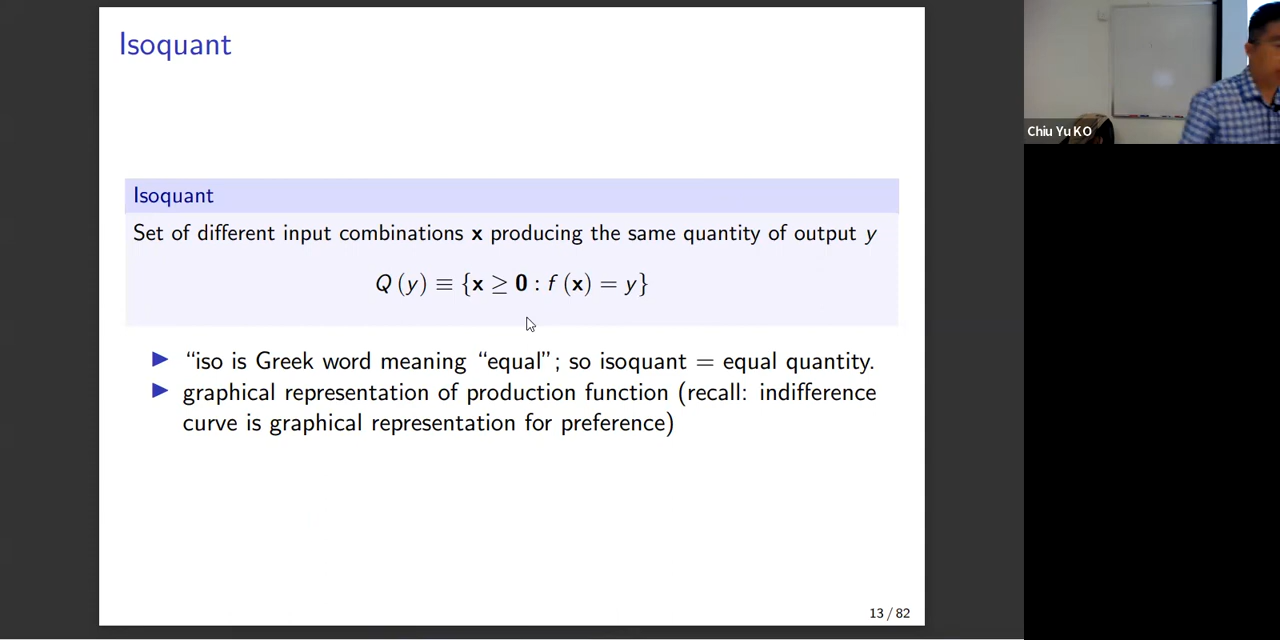 Isoquant
Isoquant
Set of different input combinations x producing the same quantity of output y
Q (y) ≡ {x ≥ 0 : f (x) = y}
▶ “iso is Greek word meaning “equal”; so isoquant = equal quantity.
▶ graphical representation of production function (recall: indifference
curve is graphical representation for preference)
13 / 82
Chiu Yu KO